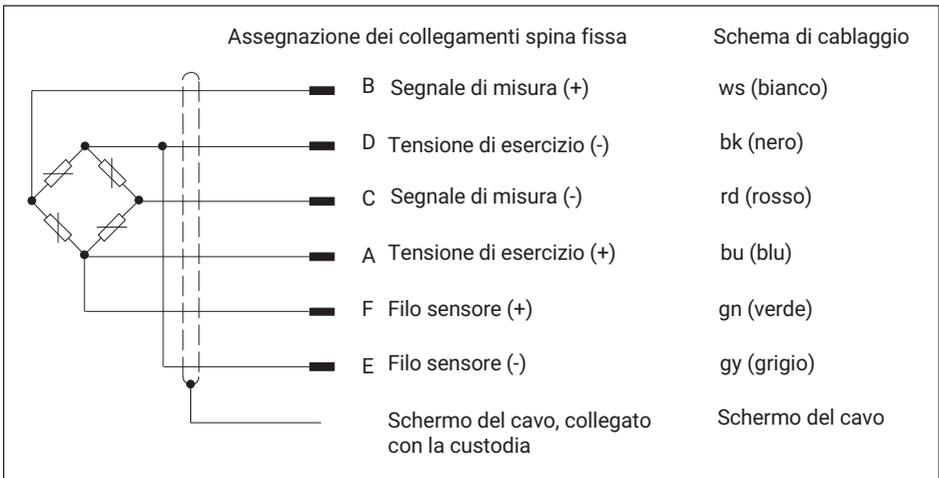 Assegnazione dei collegamenti spina fissa Schema di cablaggio
B Segnale di misura (+) ws (bianco)
D Tensione di esercizio (-) bk (nero)
C Segnale di misura (-) rd (rosso)
A Tensione di esercizio (+) bu (blu)
F Filo sensore (+) gn (verde)
E Filo sensore (-) gy (grigio)
Schermo del cavo, collegato Schermo del cavo
con la custodia